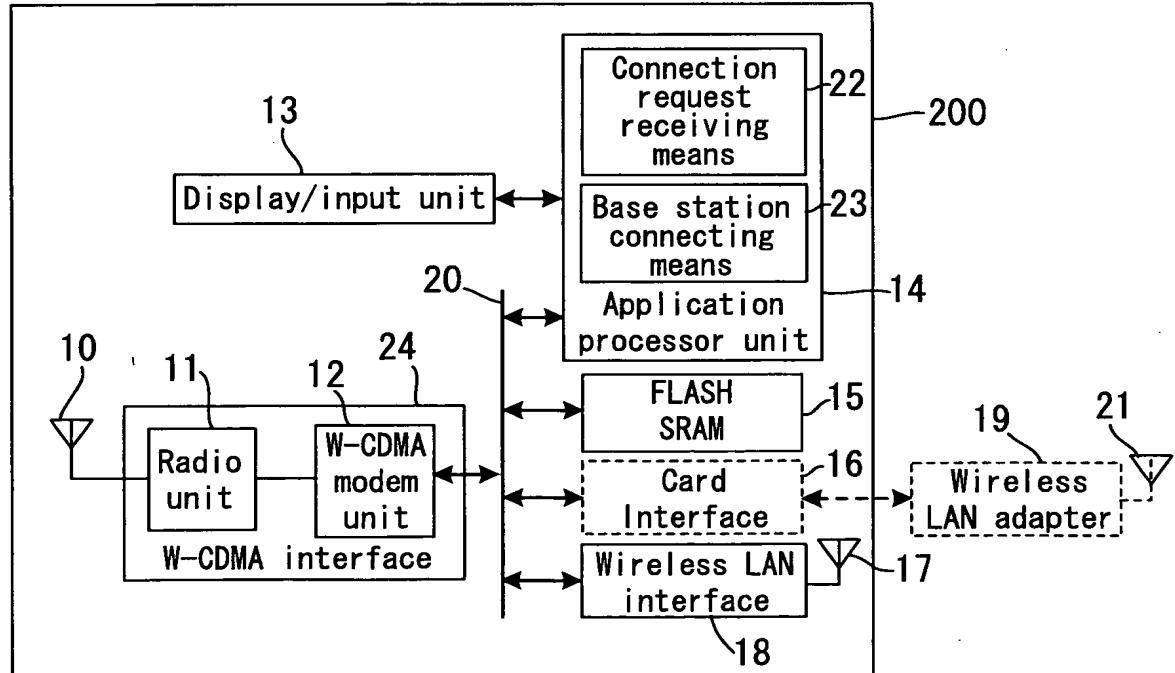 Connection
request
receiving
means
22
200
13
Display/input unit
Base station
connecting
means
23
14
Application
processor unit
20
10
11
12
24
Radio
unit
W-CDMA
modem
unit
W-CDMA interface
FLASH
SRAM
15
16
Card
Interface
19
21
Wireless
LAN adapter
Wireless LAN
interface
17
18